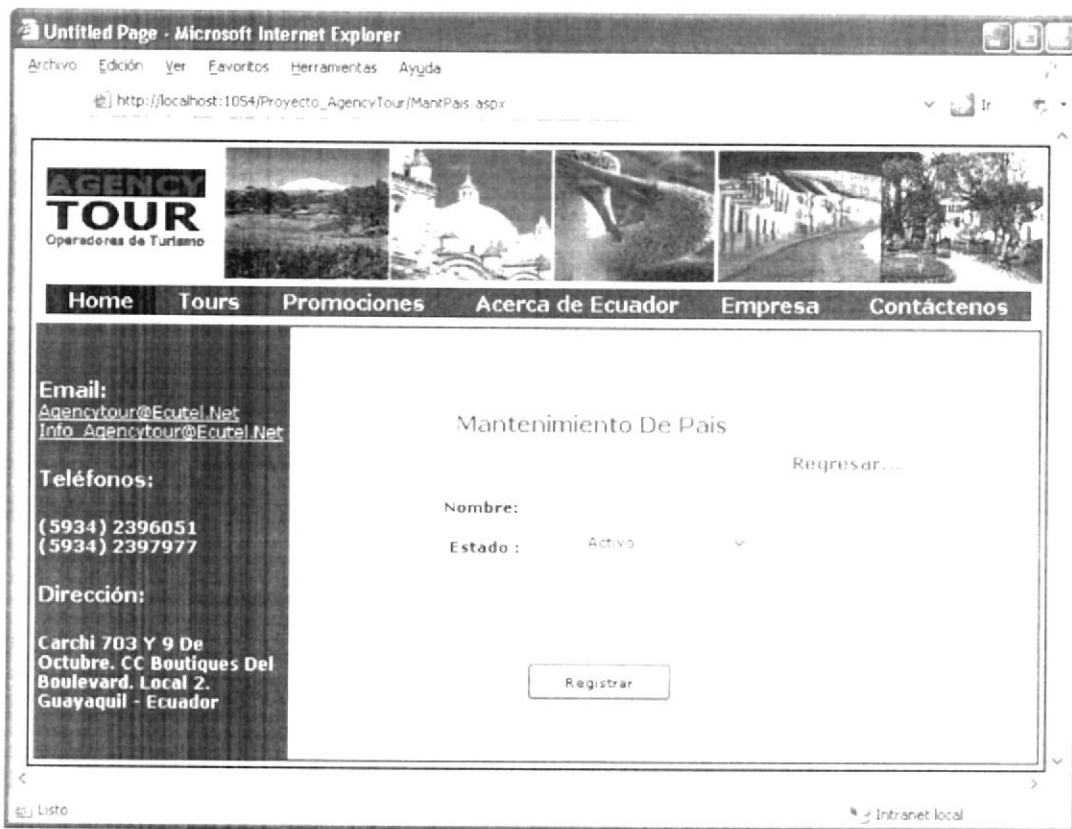 Untitled Page - Microsoft Internet Explorer
Archivo Edición Ver Favoritos Herramientas Ayuda
http://localhost:1054/Proyecto_AgencyTour/MantPais.aspx
Ir
AGENCY
TOUR
Operadores de Turismo
Home Tours Promociones Acerca de Ecuador Empresa Contáctenos
Email:
Agencytour@Ecutel.Net
Info_Agencytour@Ecutel.Net
Teléfonos:
(5934) 2396051
(5934) 2397977
Dirección:
Carchi 703 Y 9 De
Octubre. CC Boutiques Del
Boulevard. Local 2.
Guayaquil - Ecuador
Mantenimiento De Pais
Regresar...
Nombre:
Estado : Activo
Registrar
Listo
Intranet local